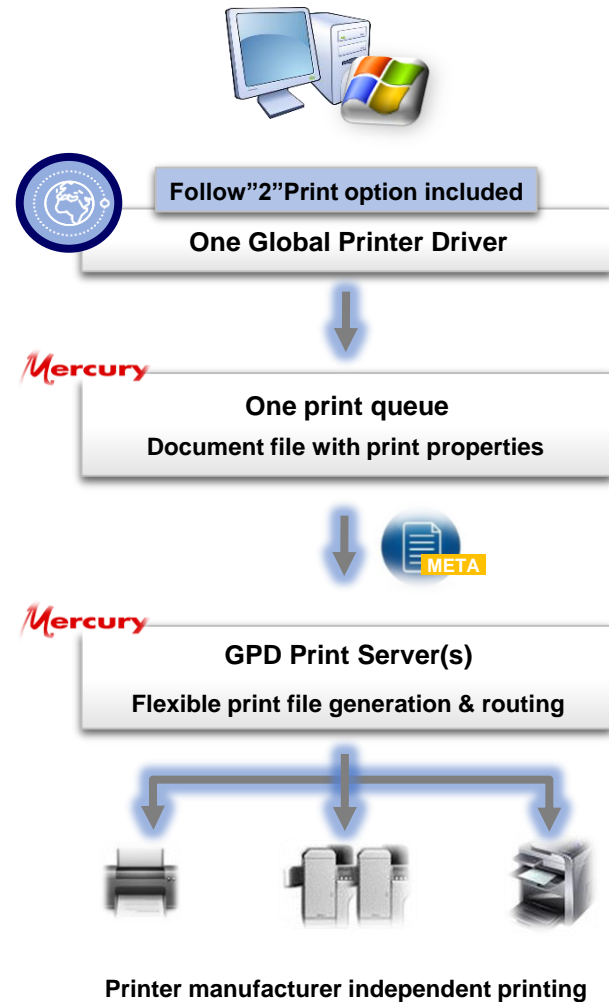 Follow”2”Print option included
One Global Printer Driver
Mercury
One print queue
Document file with print properties
META
Mercury
GPD Print Server(s)
Flexible print file generation & routing
Printer manufacturer independent printing